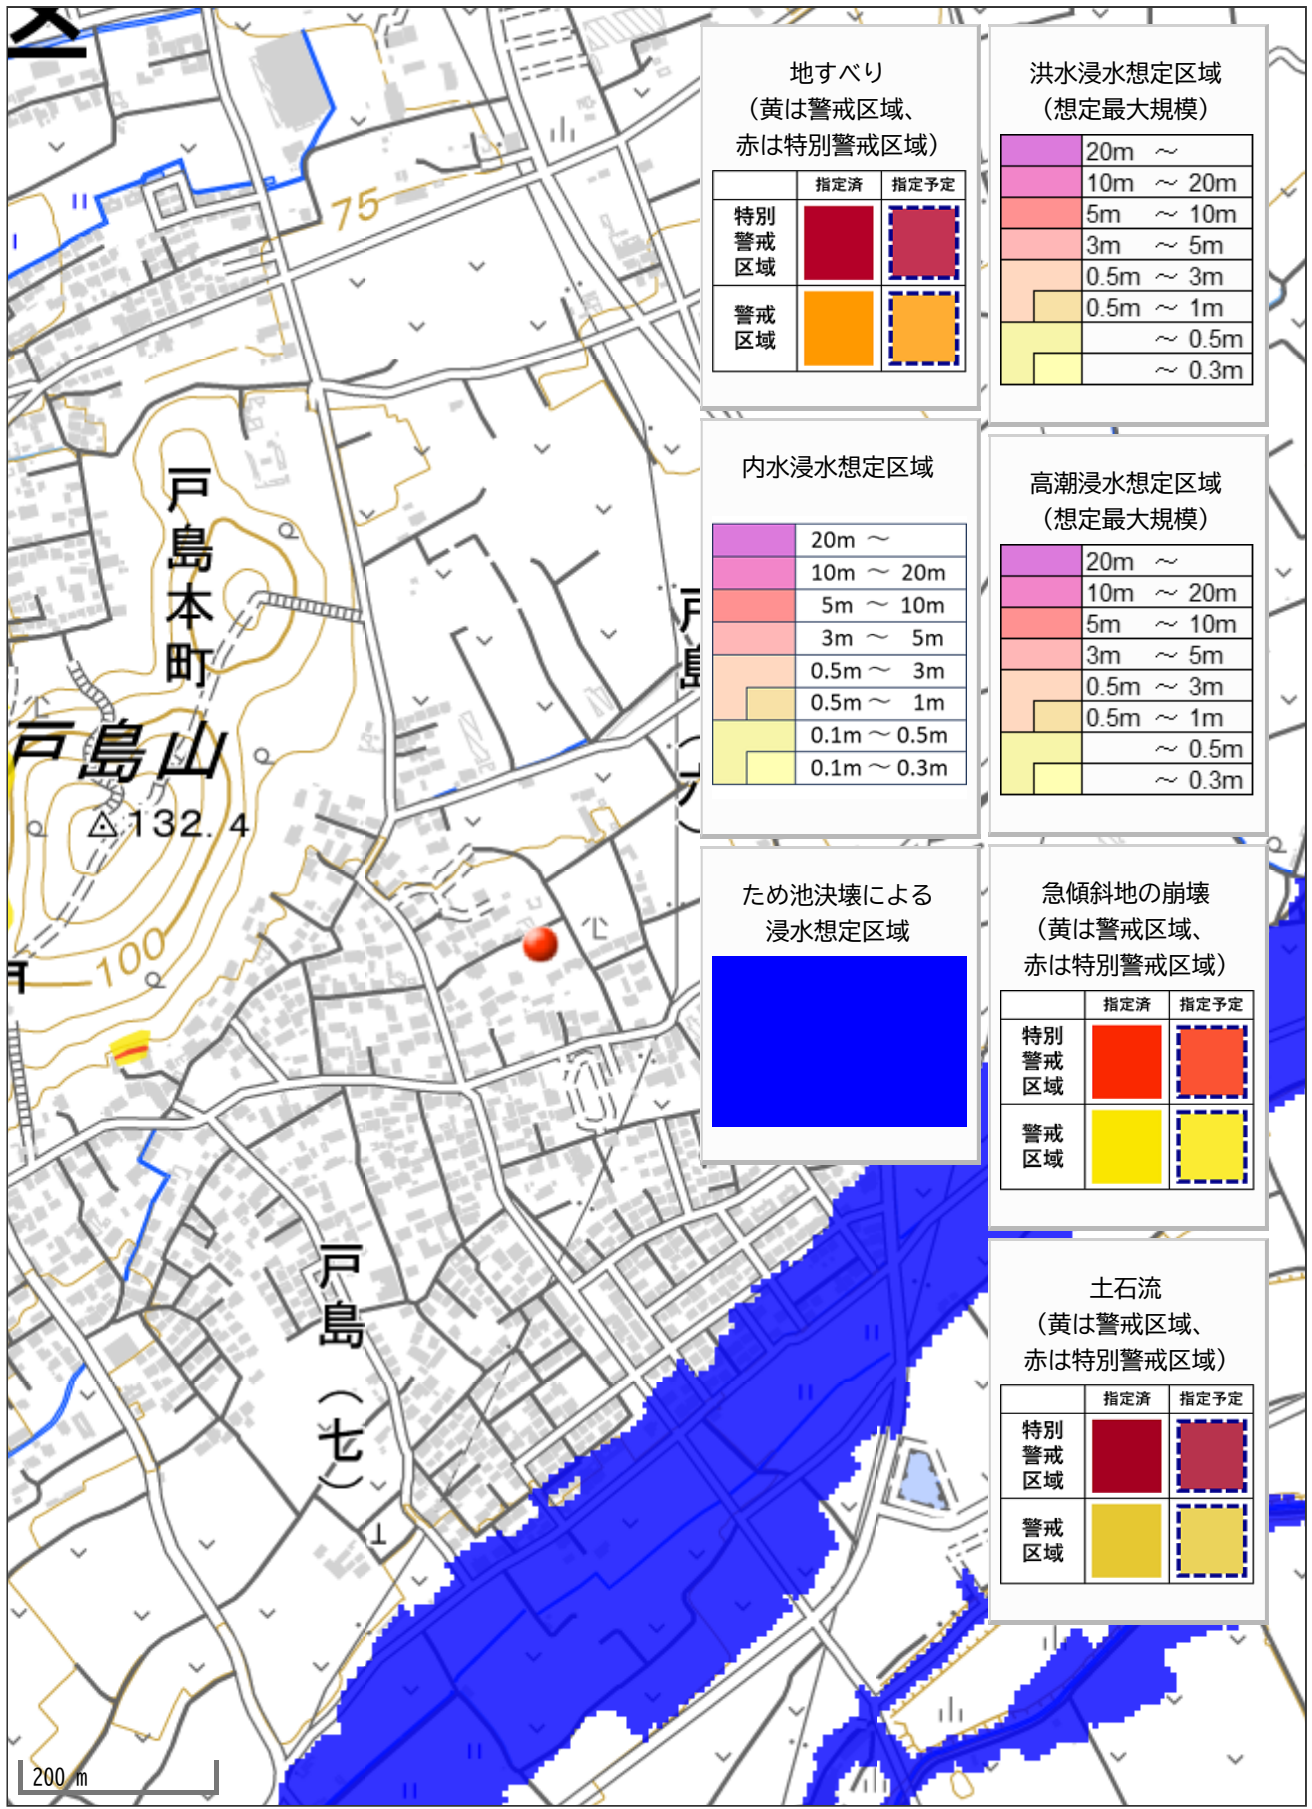 75
戸島本町
戸島山
132.4
100
戸島（七）
200 m
地すべり
（黄は警戒区域、
赤は特別警戒区域）
指定済 指定予定
特別
警戒
区域
警戒
区域
洪水浸水想定区域
（想定最大規模）
20m ～
10m ～ 20m
5m ～ 10m
3m ～ 5m
0.5m ～ 3m
0.5m ～ 1m
～ 0.5m
～ 0.3m
内水浸水想定区域
20m ～
10m ～ 20m
5m ～ 10m
3m ～ 5m
0.5m ～ 3m
0.5m ～ 1m
0.1m ～ 0.5m
0.1m ～ 0.3m
高潮浸水想定区域
（想定最大規模）
20m ～
10m ～ 20m
5m ～ 10m
3m ～ 5m
0.5m ～ 3m
0.5m ～ 1m
～ 0.5m
～ 0.3m
ため池決壊による
浸水想定区域
急傾斜地の崩壊
（黄は警戒区域、
赤は特別警戒区域）
指定済 指定予定
特別
警戒
区域
警戒
区域
土石流
（黄は警戒区域、
赤は特別警戒区域）
指定済 指定予定
特別
警戒
区域
警戒
区域